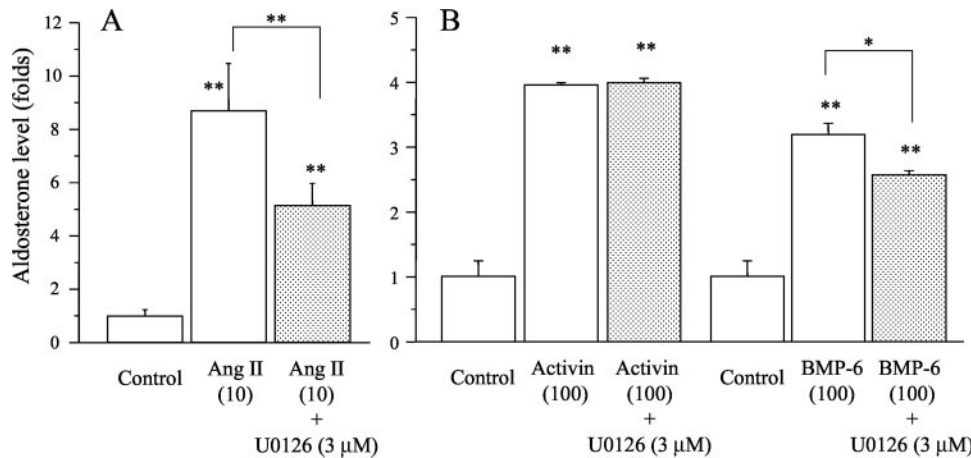 A
B
Aldosterone level (folds)
12
10
8
6
4
2
0
**
**
**
Control
Ang II
(10)
Ang II
(10)
+
U0126 (3 μM)
5
4
3
2
1
0
**
**
*
**
**
Control
Activin
(100)
Activin
(100)
+
U0126 (3 μM)
Control
BMP-6
(100)
BMP-6
(100)
+
U0126 (3 μM)